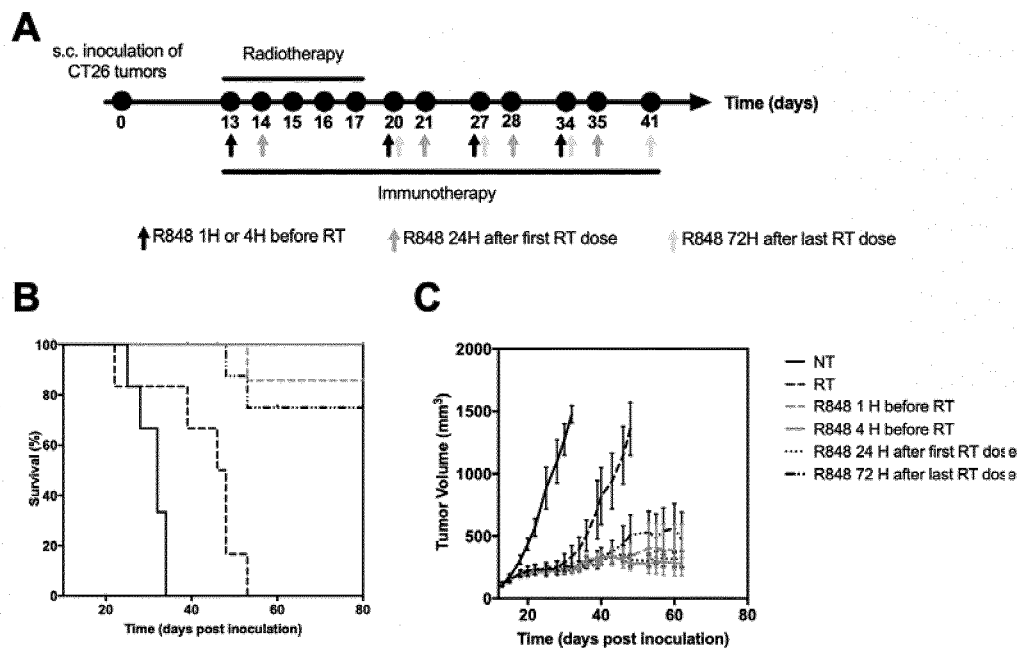 A
s.c. inoculation of
CT26 tumors
Radiotherapy
Time (days)
0 13 14 15 16 17 20 21 27 28 34 35 41
Immunotherapy
R848 1H or 4H before RT
R848 24H after first RT dose
R848 72H after last RT dose
B
Survival (%)
100
80
60
40
20
0
20 40 60 80
Time (days post inoculation)
C
Tumor Volume (mm³)
2000
1500
1000
500
0
20 40 60 80
Time (days post inoculation)
NT
RT
R848 1 H before RT
R848 4 H before RT
R848 24 H after first RT dose
R848 72 H after last RT dose